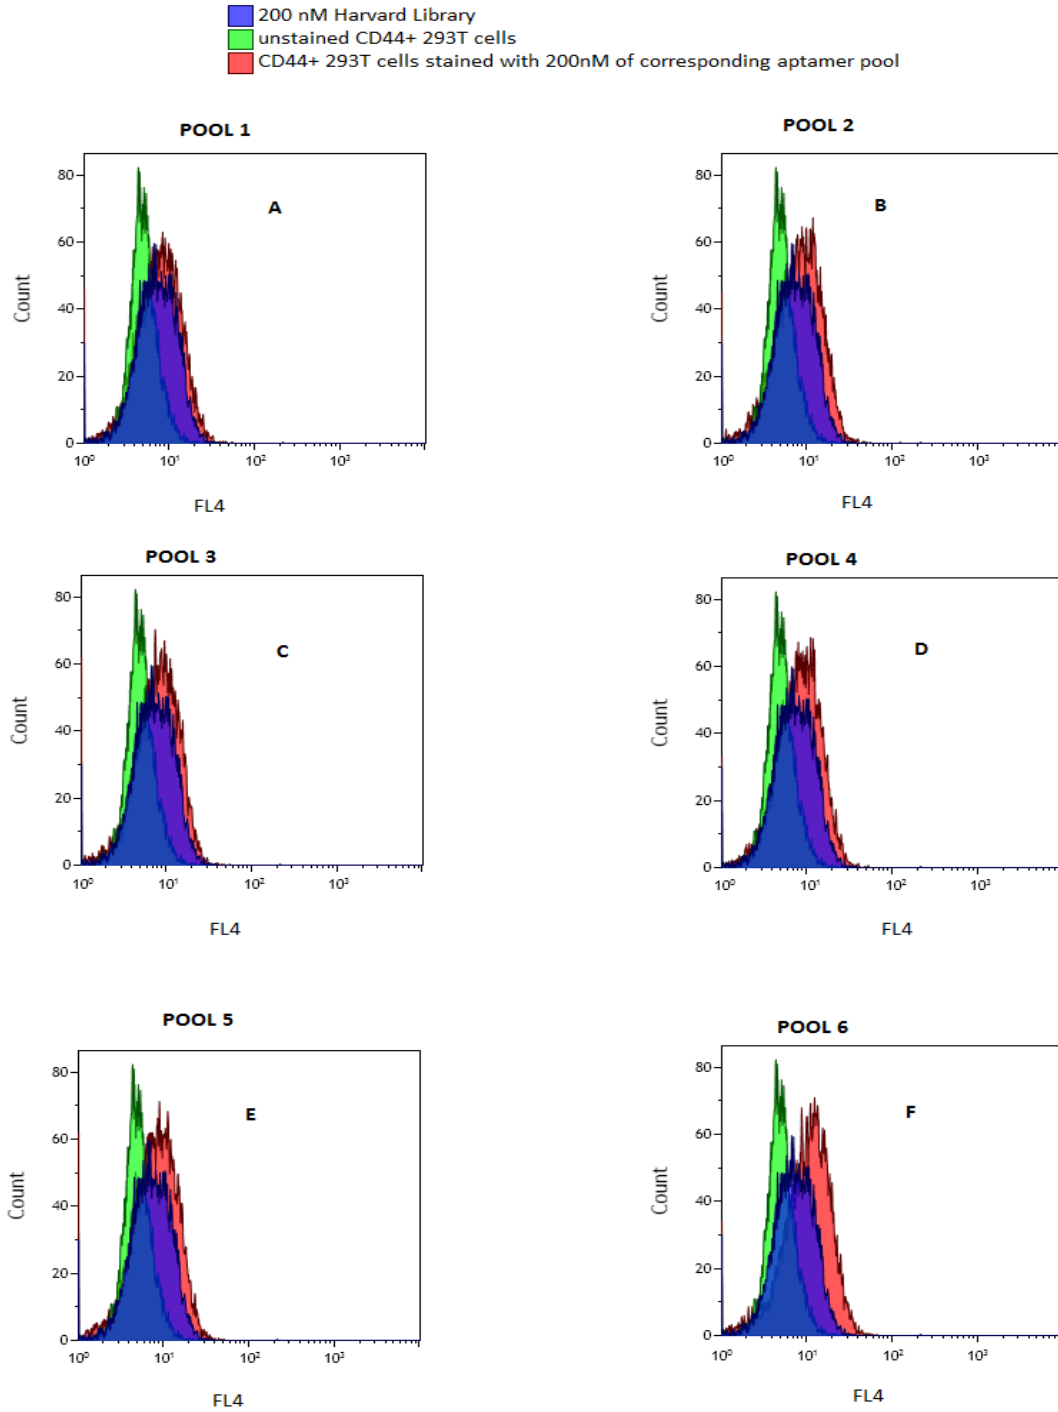 200 nM Harvard Library
unstained CD44+ 293T cells
CD44+ 293T cells stained with 200nM of corresponding aptamer pool
POOL 1
A
Count
80
60
40
20
0
10⁰ 10¹ 10² 10³
FL4
POOL 2
B
Count
80
60
40
20
0
10⁰ 10¹ 10² 10³
FL4
POOL 3
C
Count
80
60
40
20
0
10⁰ 10¹ 10² 10³
FL4
POOL 4
D
Count
80
60
40
20
0
10⁰ 10¹ 10² 10³
FL4
POOL 5
E
Count
80
60
40
20
0
10⁰ 10¹ 10² 10³
FL4
POOL 6
F
Count
80
60
40
20
0
10⁰ 10¹ 10² 10³
FL4